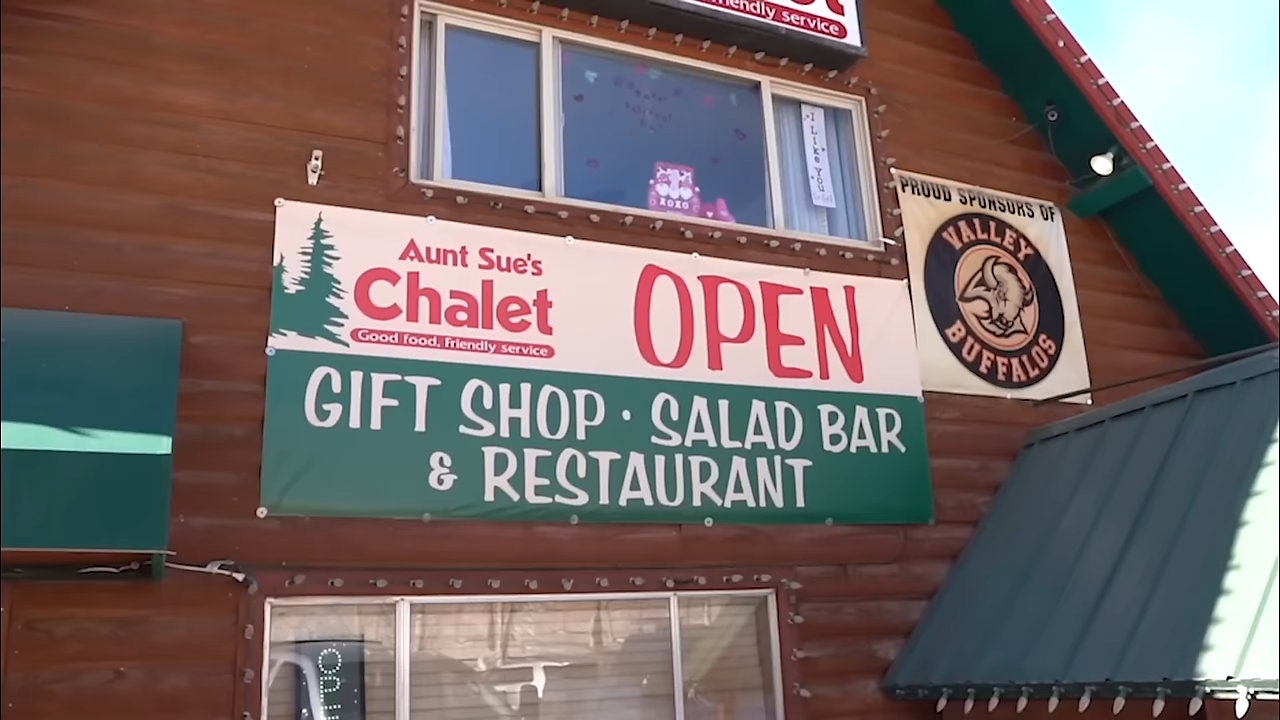 friendly service
I Like You
XOXO
PROUD SPONSORS OF
VALLEY
BUFFALOS
Aunt Sue's
Chalet
Good food, Friendly service
OPEN
GIFT SHOP · SALAD BAR
& RESTAURANT
OPE